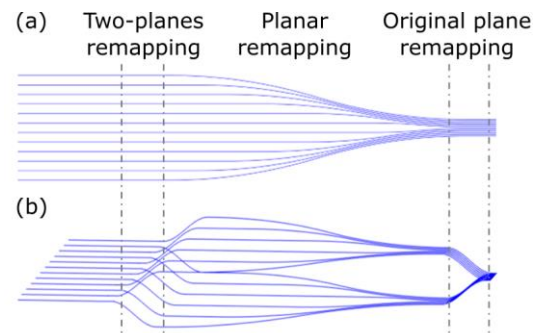 (a)
Two-planes
remapping
Planar
remapping
Original plane
remapping
(b)